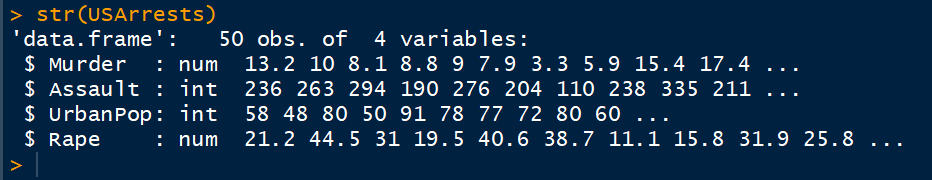 > str(USArrests)
'data.frame':   50 obs. of  4 variables:
 $ Murder  : num  13.2 10 8.1 8.8 9 7.9 3.3 5.9 15.4 17.4 ...
 $ Assault : int  236 263 294 190 276 204 110 238 335 211 ...
 $ UrbanPop: int  58 48 80 50 91 78 77 72 80 60 ...
 $ Rape    : num  21.2 44.5 31 19.5 40.6 38.7 11.1 15.8 31.9 25.8 ...
>